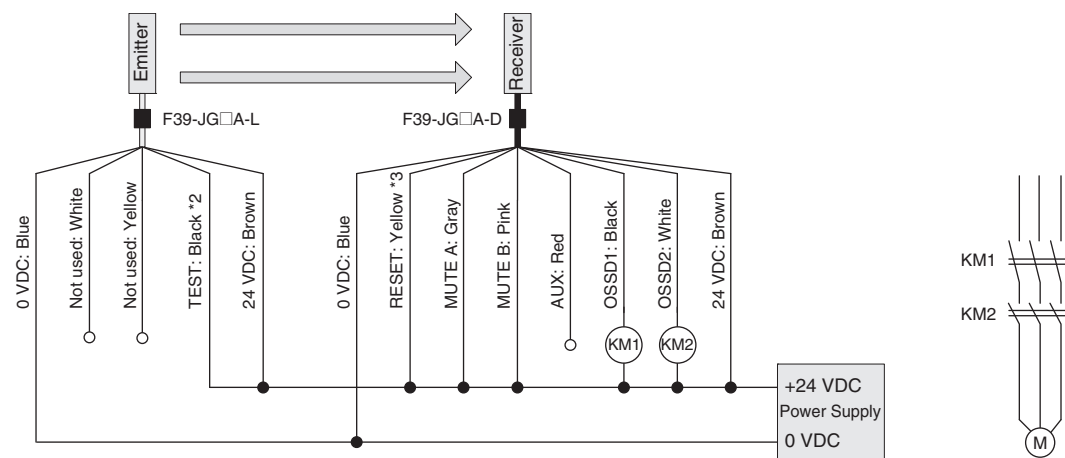 Emitter
Receiver
F39-JG□A-L
F39-JG□A-D
0 VDC: Blue
Not used: White
Not used: Yellow
TEST: Black *2
24 VDC: Brown
0 VDC: Blue
RESET: Yellow *3
MUTE A: Gray
MUTE B: Pink
AUX: Red
OSSD1: Black
OSSD2: White
24 VDC: Brown
KM1
KM2
+24 VDC
Power Supply
0 VDC
KM1
KM2
M